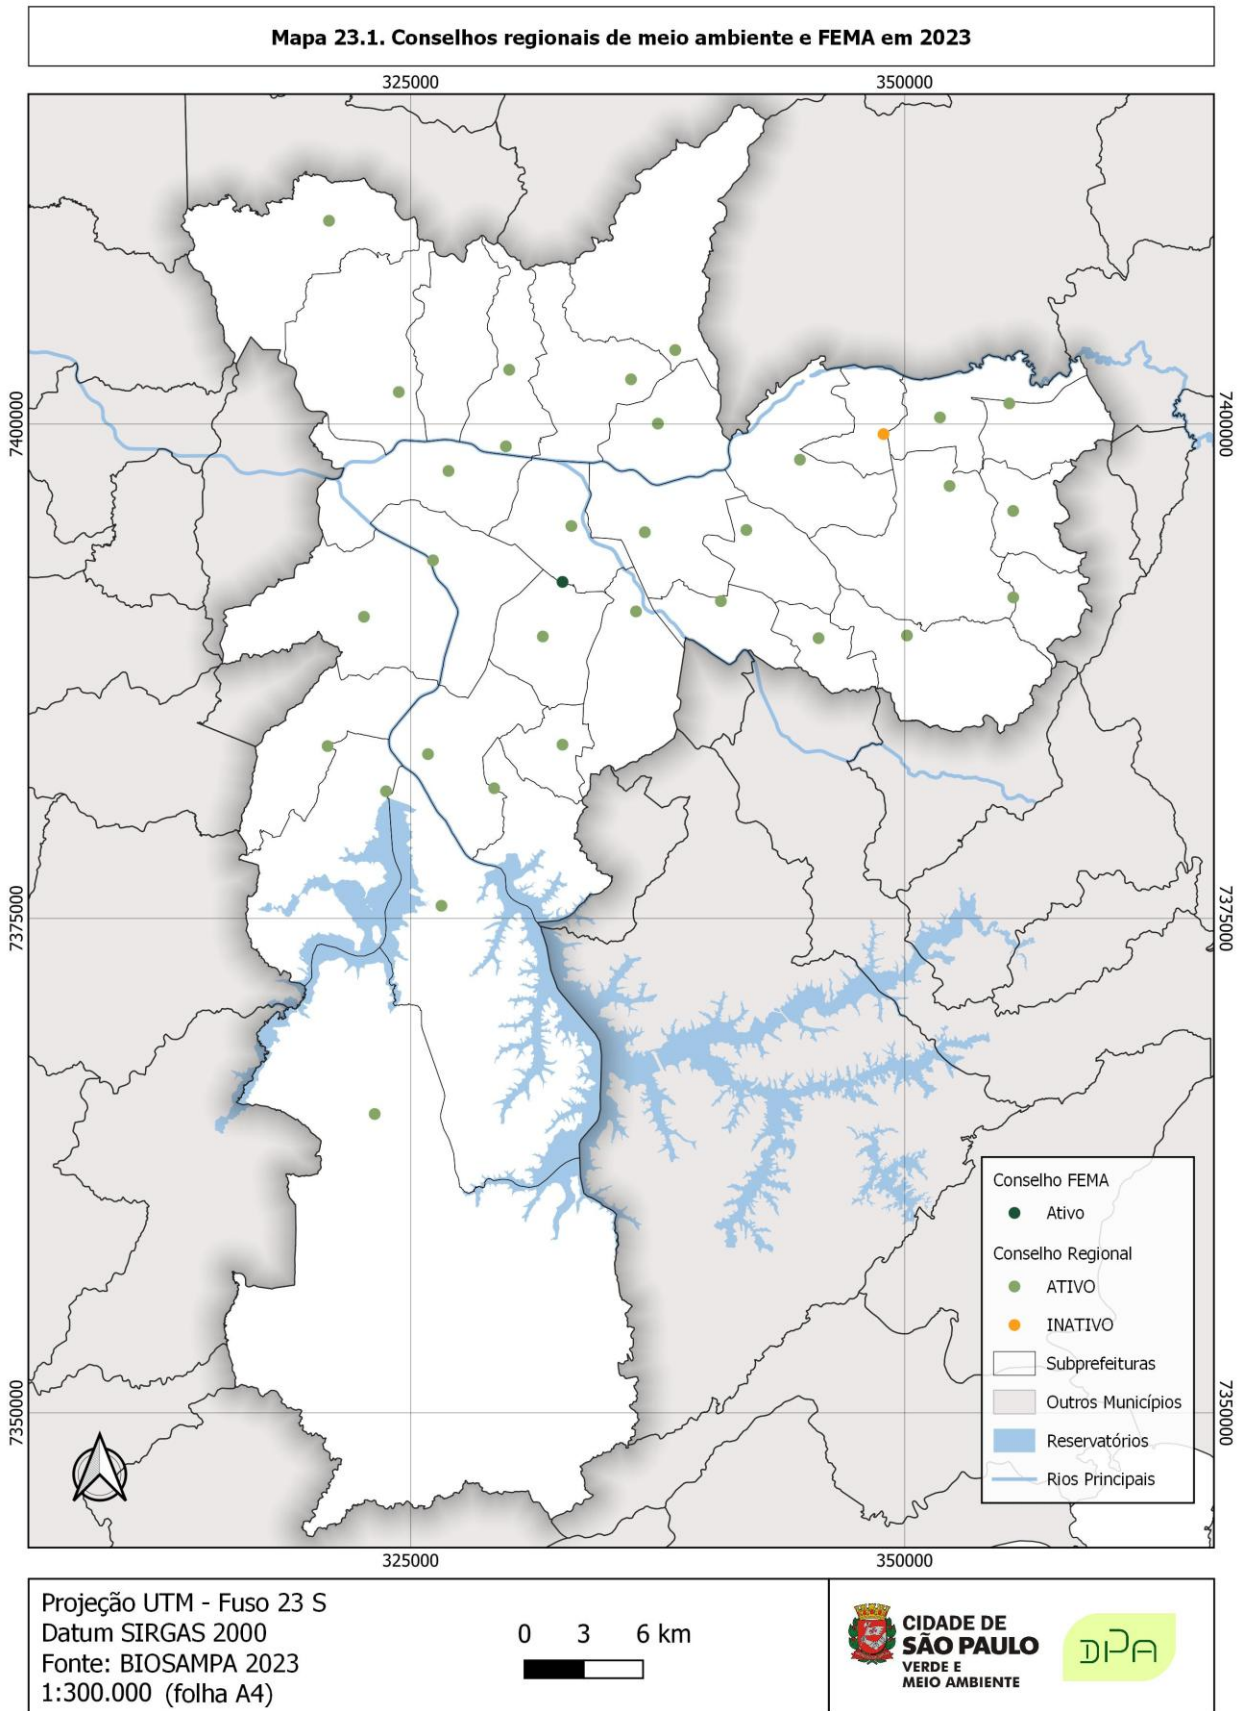 Mapa 23.1. Conselhos regionais de meio ambiente e FEMA em 2023
325000
350000
7400000
7400000
7375000
7375000
7350000
7350000
Conselho FEMA
Ativo
Conselho Regional
ATIVO
INATIVO
Subprefeituras
Outros Municípios
Reservatórios
Rios Principais
325000
350000
Projeção UTM - Fuso 23 S
Datum SIRGAS 2000
Fonte: BIOSAMPA 2023
1:300.000 (folha A4)
0 3 6 km
CIDADE DE
SÃO PAULO
VERDE E
MEIO AMBIENTE
DPA